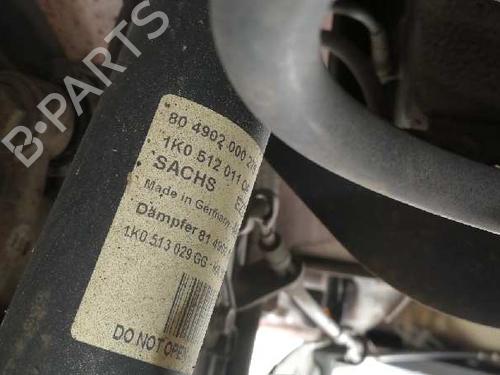 B-PARTS
80 4902 000 2
1K0 512 011
SACHS
Made in Germany
Dämpfer 81 49
1K0 513 029 GG
DO NOT OPEN